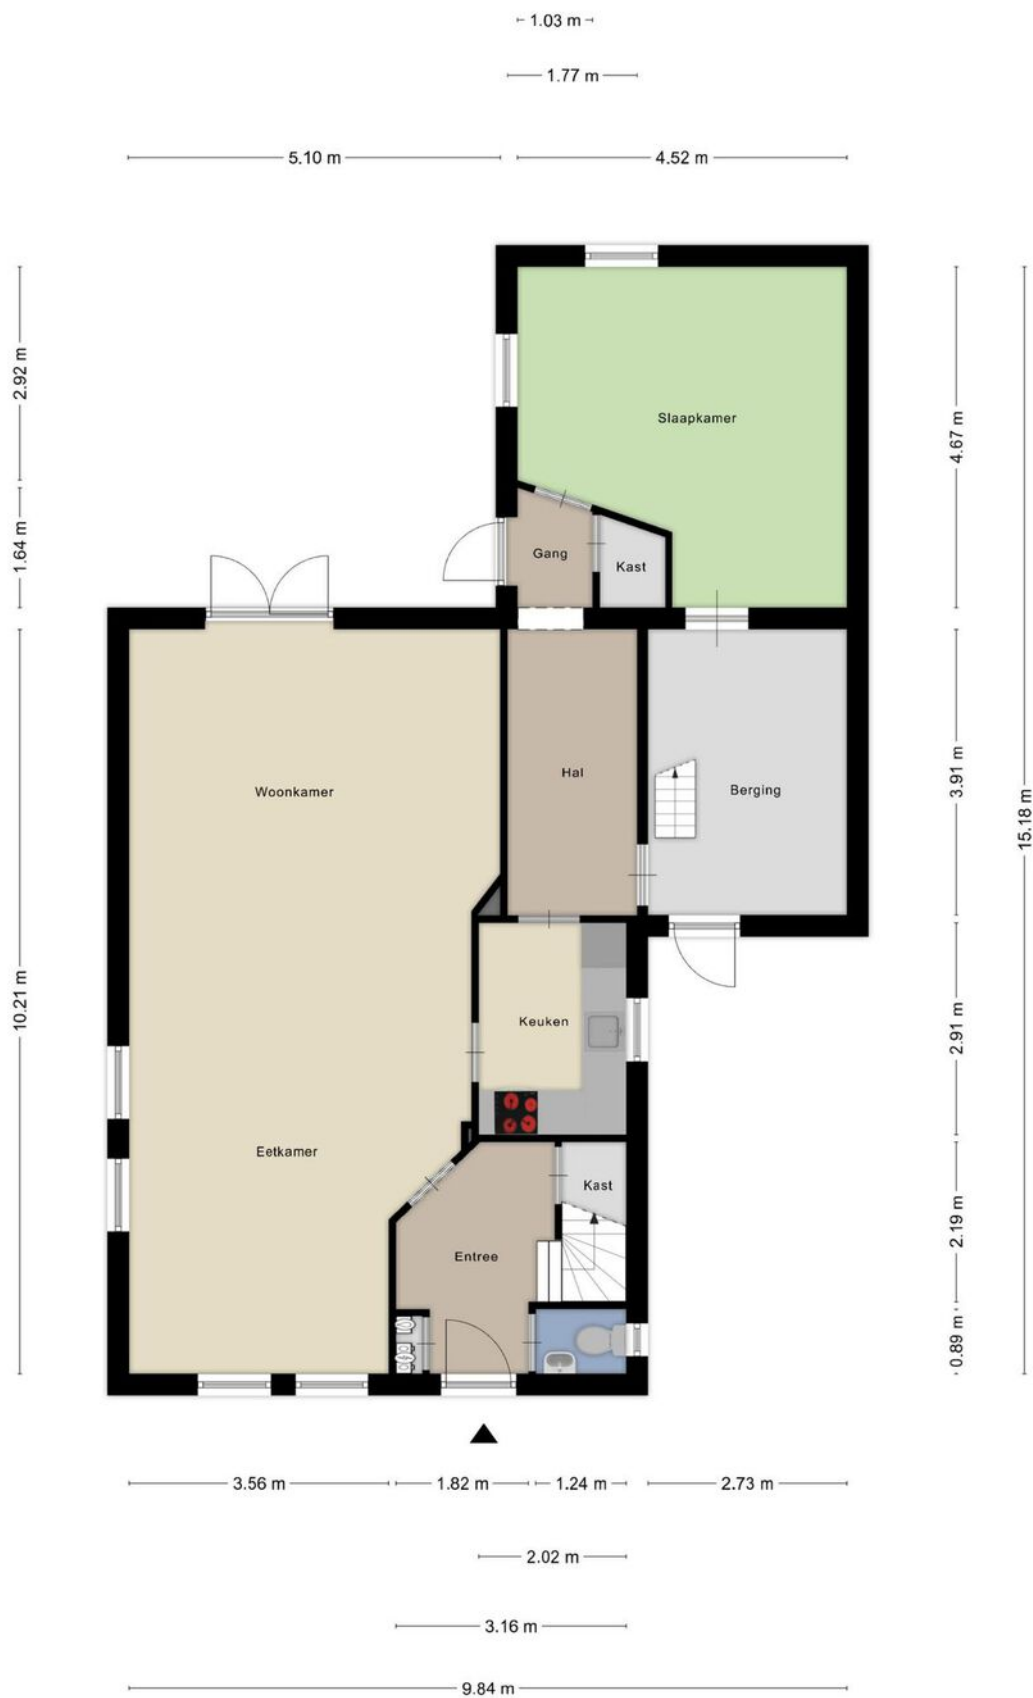 1.03 m
1.77 m
5.10 m
4.52 m
2.92 m
4.67 m
Slaapkamer
1.64 m
Gang
Kast
3.91 m
15.18 m
Hal
Woonkamer
Berging
10.21 m
2.91 m
Keuken
Eetkamer
Kast
2.19 m
Entree
0.89 m
3.56 m
1.82 m
1.24 m
2.73 m
2.02 m
3.16 m
9.84 m